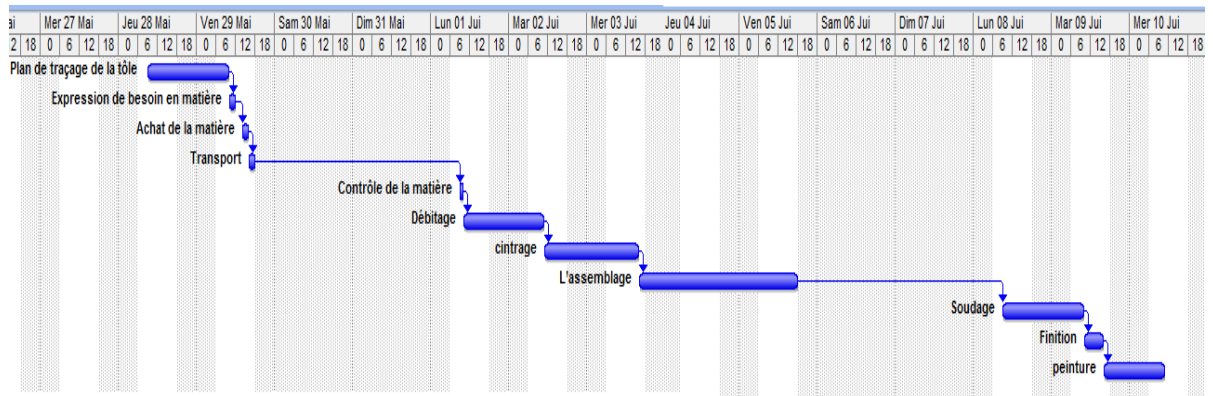 ai Mer 27 Mai Jeu 28 Mai Ven 29 Mai Sam 30 Mai Dim 31 Mai Lun 01 Jui Mar 02 Jui Mer 03 Jui Jeu 04 Jui Ven 05 Jui Sam 06 Jui Dim 07 Jui Lun 08 Jui Mar 09 Jui Mer 10 Jui
2 18 0 6 12 18 0 6 12 18 0 6 12 18 0 6 12 18 0 6 12 18 0 6 12 18 0 6 12 18 0 6 12 18 0 6 12 18 0 6 12 18 0 6 12 18 0 6 12 18 0 6 12 18 0 6 12 18 0 6 12 18
Plan de traçage de la tôle
Expression de besoin en matière
Achat de la matière
Transport
Contrôle de la matière
Débitage
cintrage
L'assemblage
Soudage
Finition
peinture